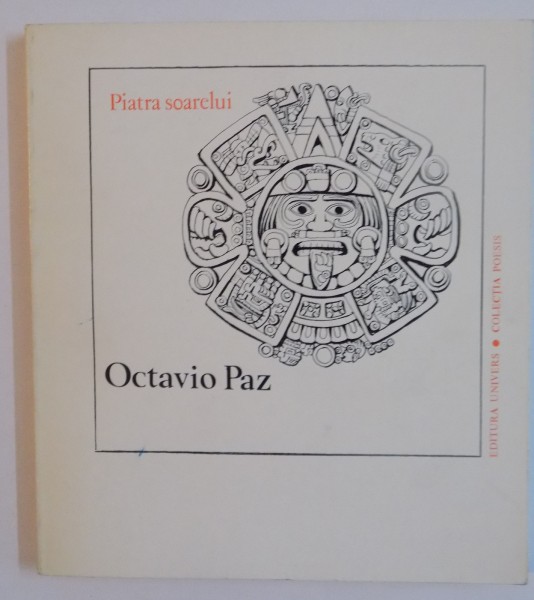 Piatra soarelui
Octavio Paz
EDITURA UNIVERS ● COLECȚIA POESIS